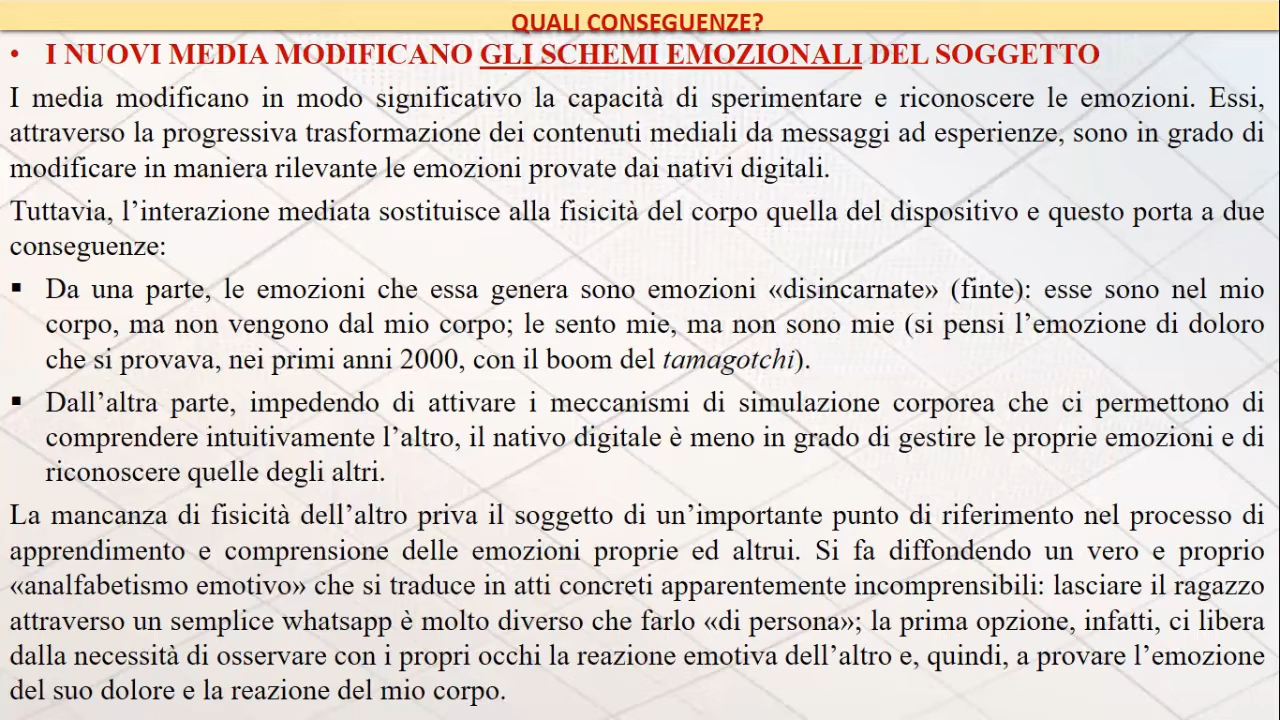 QUALI CONSEGUENZE?
• I NUOVI MEDIA MODIFICANO GLI SCHEMI EMOZIONALI DEL SOGGETTO
I media modificano in modo significativo la capacità di sperimentare e riconoscere le emozioni. Essi,
attraverso la progressiva trasformazione dei contenuti mediali da messaggi ad esperienze, sono in grado di
modificare in maniera rilevante le emozioni provate dai nativi digitali.
Tuttavia, l’interazione mediata sostituisce alla fisicità del corpo quella del dispositivo e questo porta a due
conseguenze:
▪ Da una parte, le emozioni che essa genera sono emozioni «disincarnate» (finte): esse sono nel mio
corpo, ma non vengono dal mio corpo; le sento mie, ma non sono mie (si pensi l’emozione di doloro
che si provava, nei primi anni 2000, con il boom del tamagotchi).
▪ Dall’altra parte, impedendo di attivare i meccanismi di simulazione corporea che ci permettono di
comprendere intuitivamente l’altro, il nativo digitale è meno in grado di gestire le proprie emozioni e di
riconoscere quelle degli altri.
La mancanza di fisicità dell’altro priva il soggetto di un’importante punto di riferimento nel processo di
apprendimento e comprensione delle emozioni proprie ed altrui. Si fa diffondendo un vero e proprio
«analfabetismo emotivo» che si traduce in atti concreti apparentemente incomprensibili: lasciare il ragazzo
attraverso un semplice whatsapp è molto diverso che farlo «di persona»; la prima opzione, infatti, ci libera
dalla necessità di osservare con i propri occhi la reazione emotiva dell’altro e, quindi, a provare l’emozione
del suo dolore e la reazione del mio corpo.